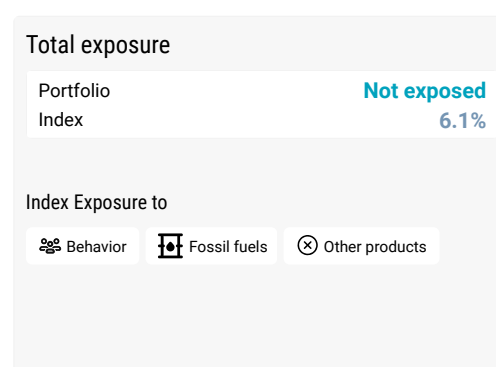 Total exposure
Portfolio Not exposed
Index 6.1%
Index Exposure to
Behavior Fossil fuels Other products